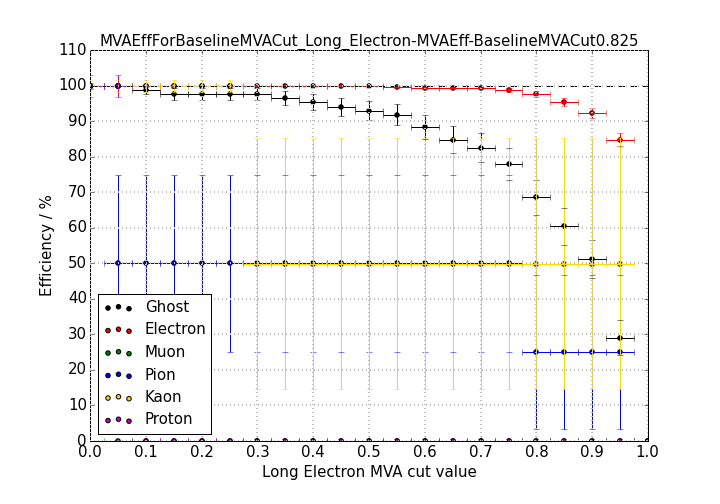 MVAEffForBaselineMVACut_Long_Electron-MVAEff-BaselineMVACut0.825
110
100
90
80
70
60
50
40
30
20
10
0
Efficiency / %
Ghost
Electron
Muon
Pion
Kaon
Proton
0.0 0.1 0.2 0.3 0.4 0.5 0.6 0.7 0.8 0.9 1.0
Long Electron MVA cut value